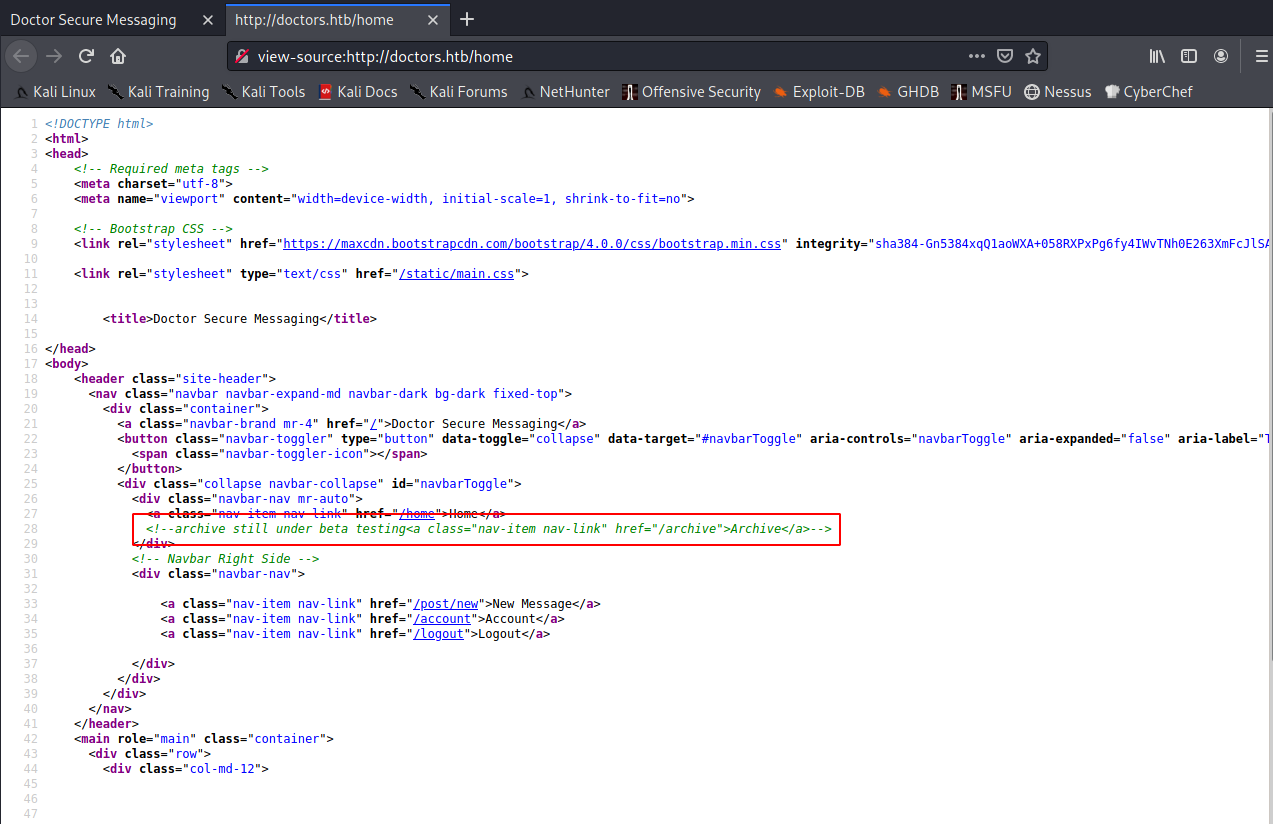 Doctor Secure Messaging
http://doctors.htb/home
view-source:http://doctors.htb/home
Kali Linux Kali Training Kali Tools Kali Docs Kali Forums NetHunter Offensive Security Exploit-DB GHDB MSFU Nessus CyberChef
1 <!DOCTYPE html>
2 <html>
3 <head>
4 <!-- Required meta tags -->
5 <meta charset="utf-8">
6 <meta name="viewport" content="width=device-width, initial-scale=1, shrink-to-fit=no">
7
8 <!-- Bootstrap CSS -->
9 <link rel="stylesheet" href="https://maxcdn.bootstrapcdn.com/bootstrap/4.0.0/css/bootstrap.min.css" integrity="sha384-Gn5384xqQ1aoWXA+058RXPxPg6fy4IWvTNh0E263XmFcJlSA
10
11 <link rel="stylesheet" type="text/css" href="/static/main.css">
12
13
14 <title>Doctor Secure Messaging</title>
15
16 </head>
17 <body>
18 <header class="site-header">
19 <nav class="navbar navbar-expand-md navbar-dark bg-dark fixed-top">
20 <div class="container">
21 <a class="navbar-brand mr-4" href="/">Doctor Secure Messaging</a>
22 <button class="navbar-toggler" type="button" data-toggle="collapse" data-target="#navbarToggle" aria-controls="navbarToggle" aria-expanded="false" aria-label="T
23 <span class="navbar-toggler-icon"></span>
24 </button>
25 <div class="collapse navbar-collapse" id="navbarToggle">
26 <div class="navbar-nav mr-auto">
27 <a class="nav-item nav-link" href="/home">Home</a>
28 <!--archive still under beta testing<a class="nav-item nav-link" href="/archive">Archive</a>-->
29 </div>
30 <!-- Navbar Right Side -->
31 <div class="navbar-nav">
32
33 <a class="nav-item nav-link" href="/post/new">New Message</a>
34 <a class="nav-item nav-link" href="/account">Account</a>
35 <a class="nav-item nav-link" href="/logout">Logout</a>
36
37 </div>
38 </div>
39 </div>
40 </nav>
41 </header>
42 <main role="main" class="container">
43 <div class="row">
44 <div class="col-md-12">
45
46
47